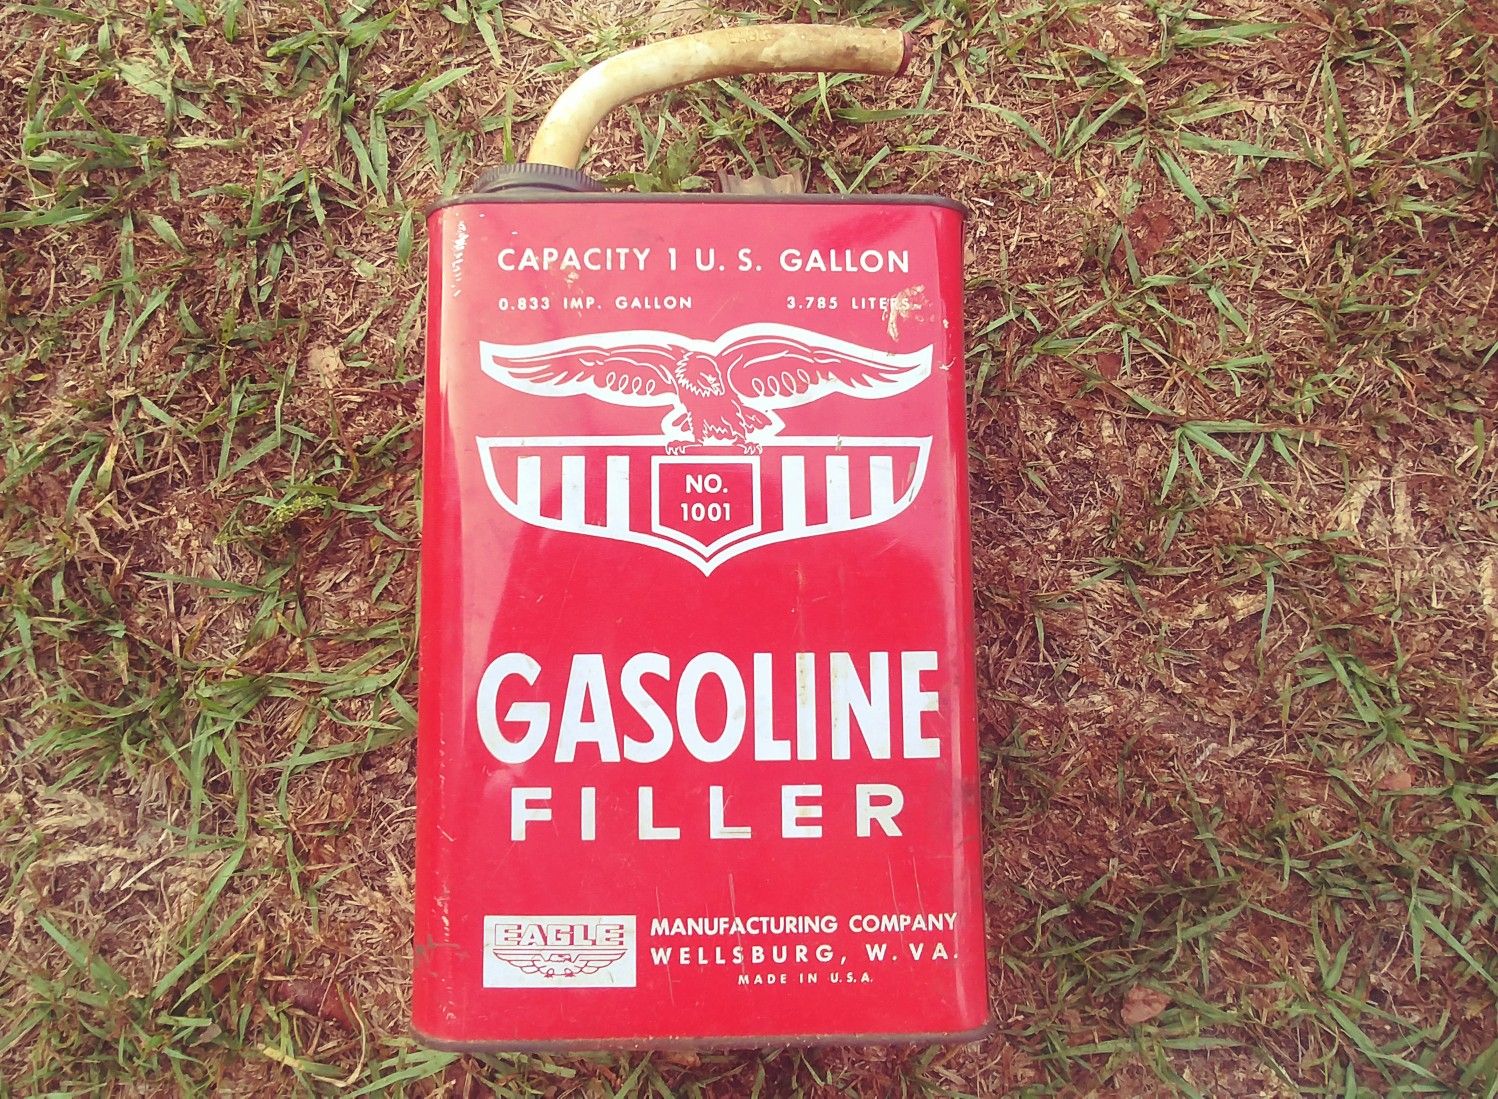 CAPACITY 1 U. S. GALLON
0.833 IMP. GALLON 3.785 LITERS
NO.
1001
GASOLINE
FILLER
EAGLE
MANUFACTURING COMPANY
WELLSBURG, W. VA.
MADE IN U.S.A.